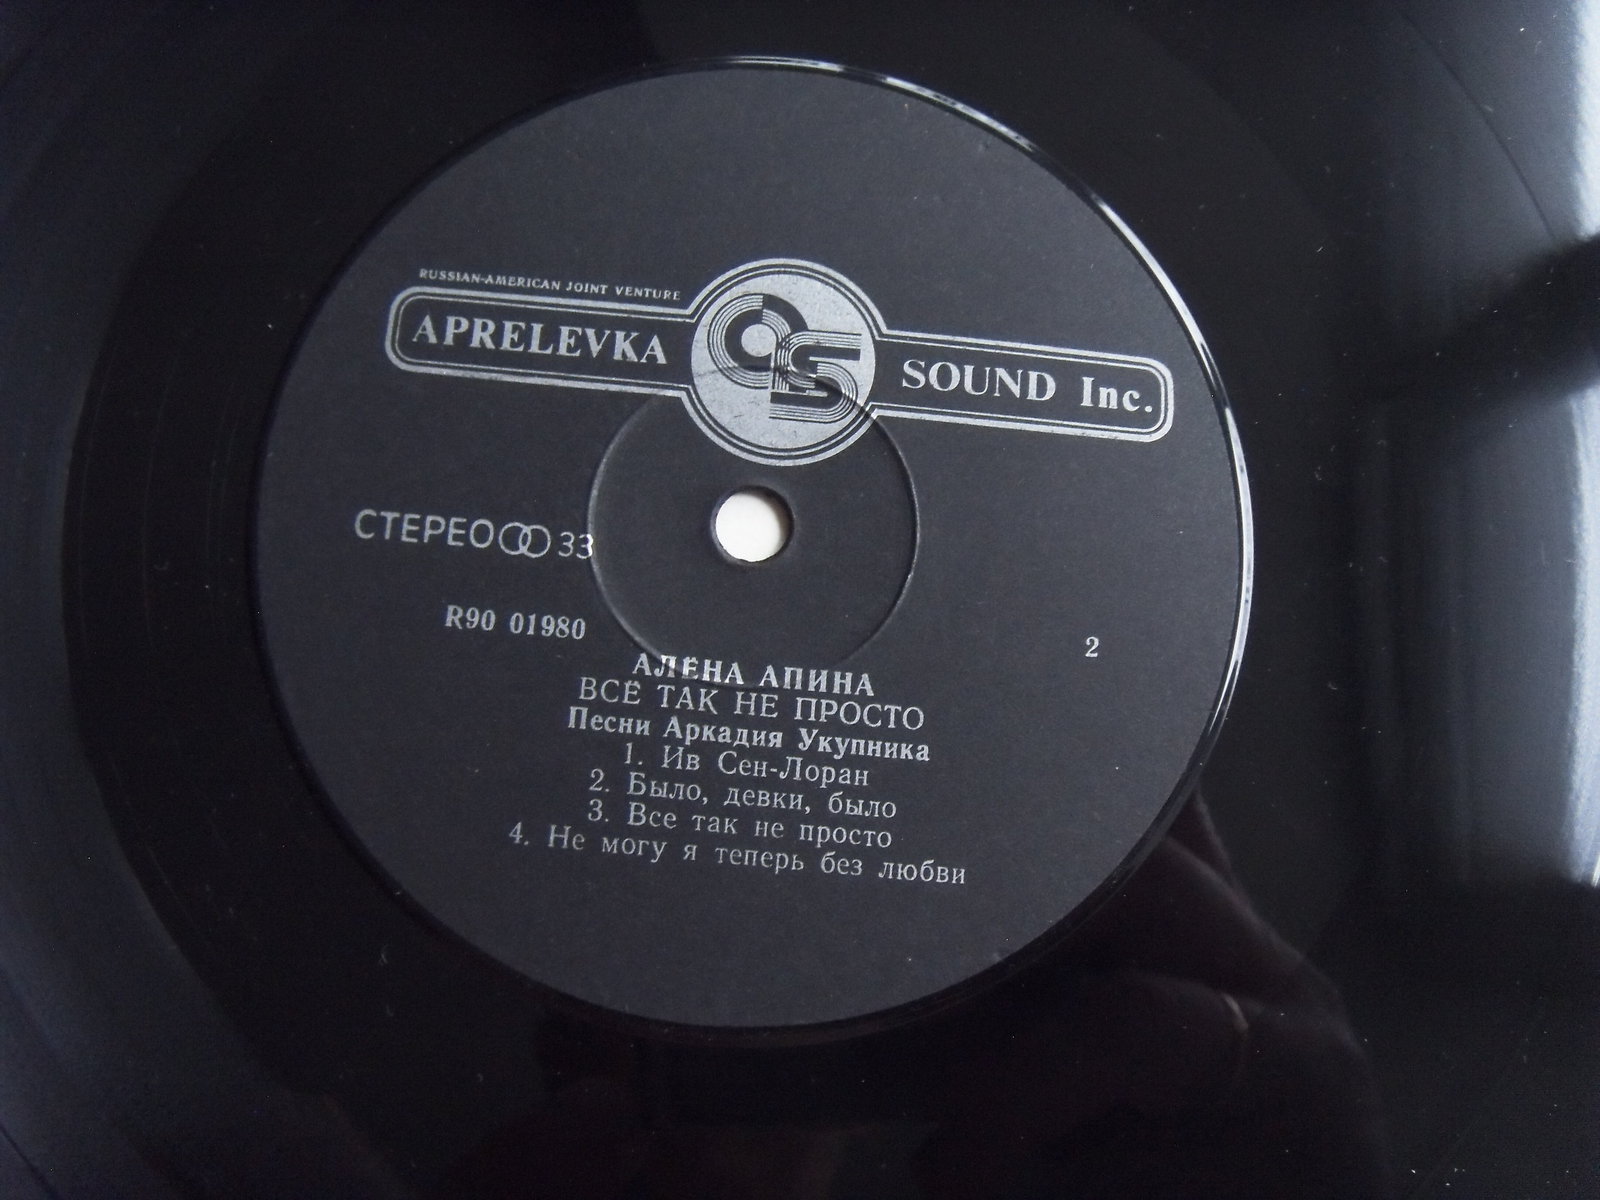 RUSSIAN-AMERICAN JOINT VENTURE
APRELEVKA SOUND Inc.
СТЕРЕО 33
R90 01980
2
АЛЁНА АПИНА
ВСЁ ТАК НЕ ПРОСТО
Песни Аркадия Укупника
1. Ив Сен-Лоран
2. Было, девки, было
3. Все так не просто
4. Не могу я теперь без любви